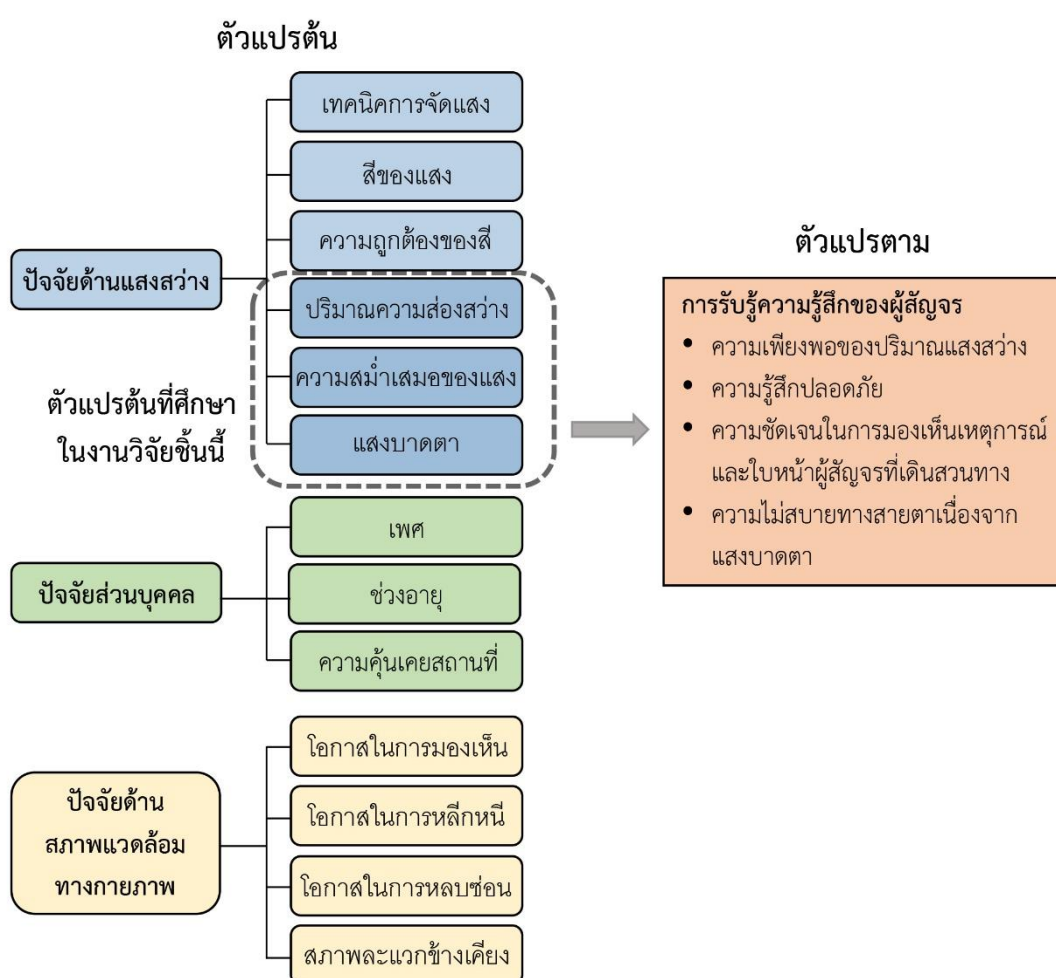 ตัวแปรต้น
เทคนิคการจัดแสง
สีของแสง
ความถูกต้องของสี
ปัจจัยด้านแสงสว่าง
ปริมาณความส่องสว่าง
ความสม่ำเสมอของแสง
แสงบาดตา
ตัวแปรต้นที่ศึกษา
ในงานวิจัยชิ้นนี้
เพศ
ปัจจัยส่วนบุคคล
ช่วงอายุ
ความคุ้นเคยสถานที่
โอกาสในการมองเห็น
ปัจจัยด้าน
สภาพแวดล้อม
ทางกายภาพ
โอกาสในการหลีกหนี
โอกาสในการหลบซ่อน
สภาพละแวกข้างเคียง
ตัวแปรตาม
การรับรู้ความรู้สึกของผู้สัญจร
• ความเพียงพอของปริมาณแสงสว่าง
• ความรู้สึกปลอดภัย
• ความชัดเจนในการมองเห็นเหตุการณ์
และใบหน้าผู้สัญจรที่เดินสวนทาง
• ความไม่สบายทางสายตาเนื่องจาก
แสงบาดตา